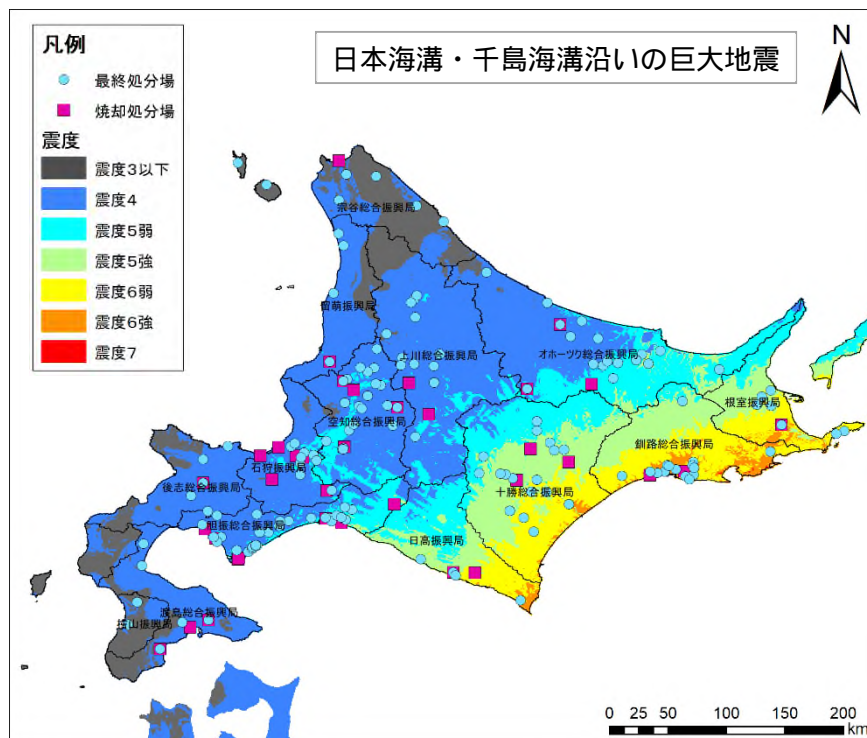 日本海溝・千島海溝沿いの巨大地震
凡例
最終処分場
焼却処分場
震度
震度3以下
震度4
震度5弱
震度5強
震度6弱
震度6強
震度7
N
宗谷総合振興局
留萌振興局
上川総合振興局
オホーツク総合振興局
根室振興局
空知総合振興局
釧路総合振興局
石狩振興局
後志総合振興局
十勝総合振興局
胆振総合振興局
日高振興局
渡島総合振興局
檜山振興局
0 25 50 100 150 200
km